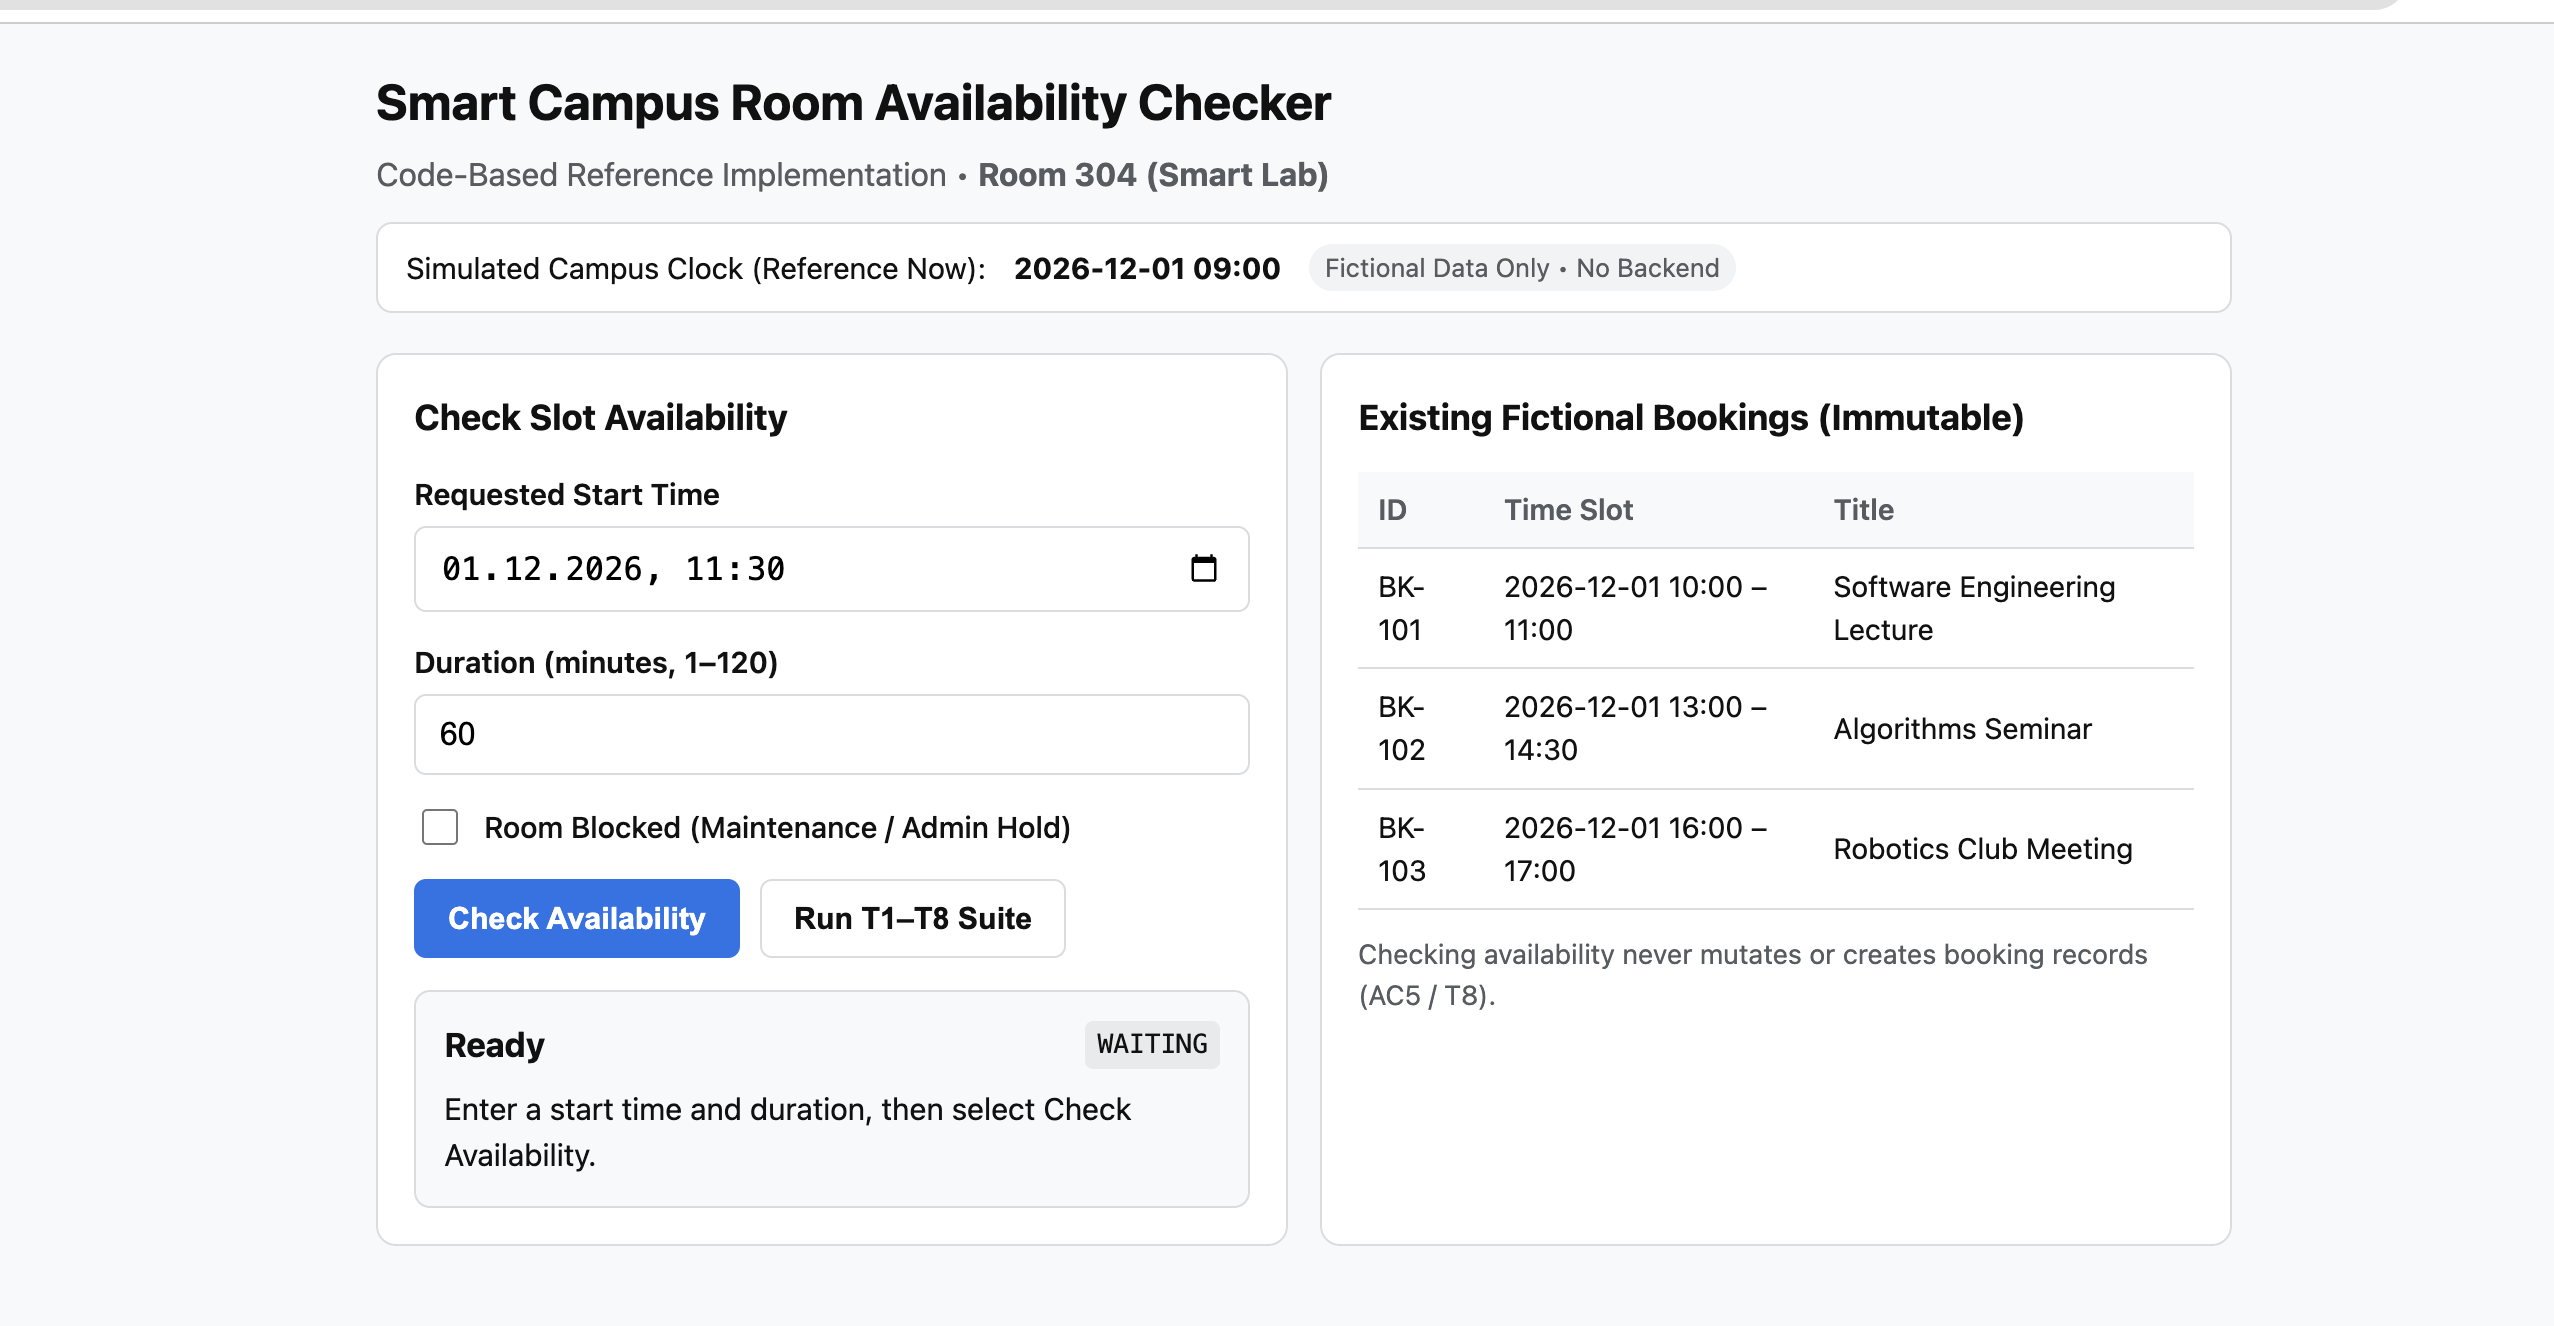 Smart Campus Room Availability Checker
Code-Based Reference Implementation • Room 304 (Smart Lab)
Simulated Campus Clock (Reference Now): 2026-12-01 09:00 Fictional Data Only • No Backend
Check Slot Availability
Requested Start Time
01.12.2026, 11:30
Duration (minutes, 1–120)
60
Room Blocked (Maintenance / Admin Hold)
Check Availability
Run T1–T8 Suite
Ready
WAITING
Enter a start time and duration, then select Check
Availability.
Existing Fictional Bookings (Immutable)
ID Time Slot Title
BK-
101
2026-12-01 10:00 –
11:00
Software Engineering
Lecture
BK-
102
2026-12-01 13:00 –
14:30
Algorithms Seminar
BK-
103
2026-12-01 16:00 –
17:00
Robotics Club Meeting
Checking availability never mutates or creates booking records
(AC5 / T8).